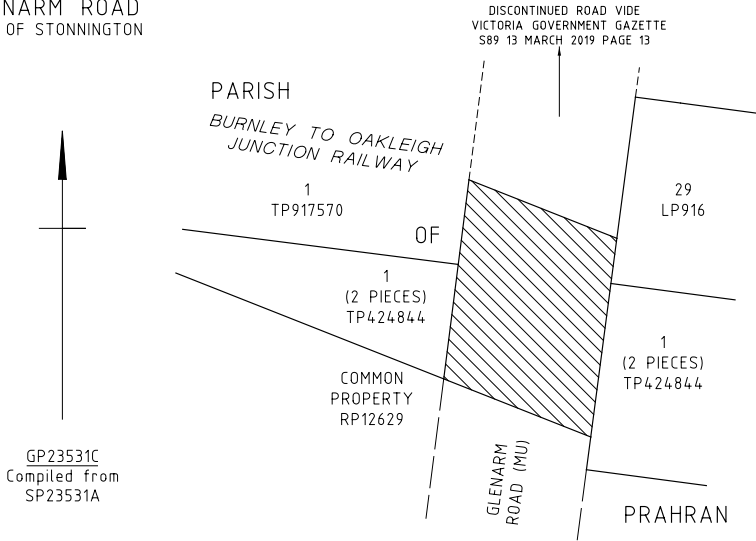 NARM ROAD
OF STONNINGTON
DISCONTINUED ROAD VIDE
VICTORIA GOVERNMENT GAZETTE
S89 13 MARCH 2019 PAGE 13
PARISH
BURNLEY TO OAKLEIGH
JUNCTION RAILWAY
1
TP917570
OF
29
LP916
1
(2 PIECES)
TP424844
1
(2 PIECES)
TP424844
COMMON
PROPERTY
RP12629
GP23531C
Compiled from
SP23531A
GLENARM
ROAD (MU)
PRAHRAN